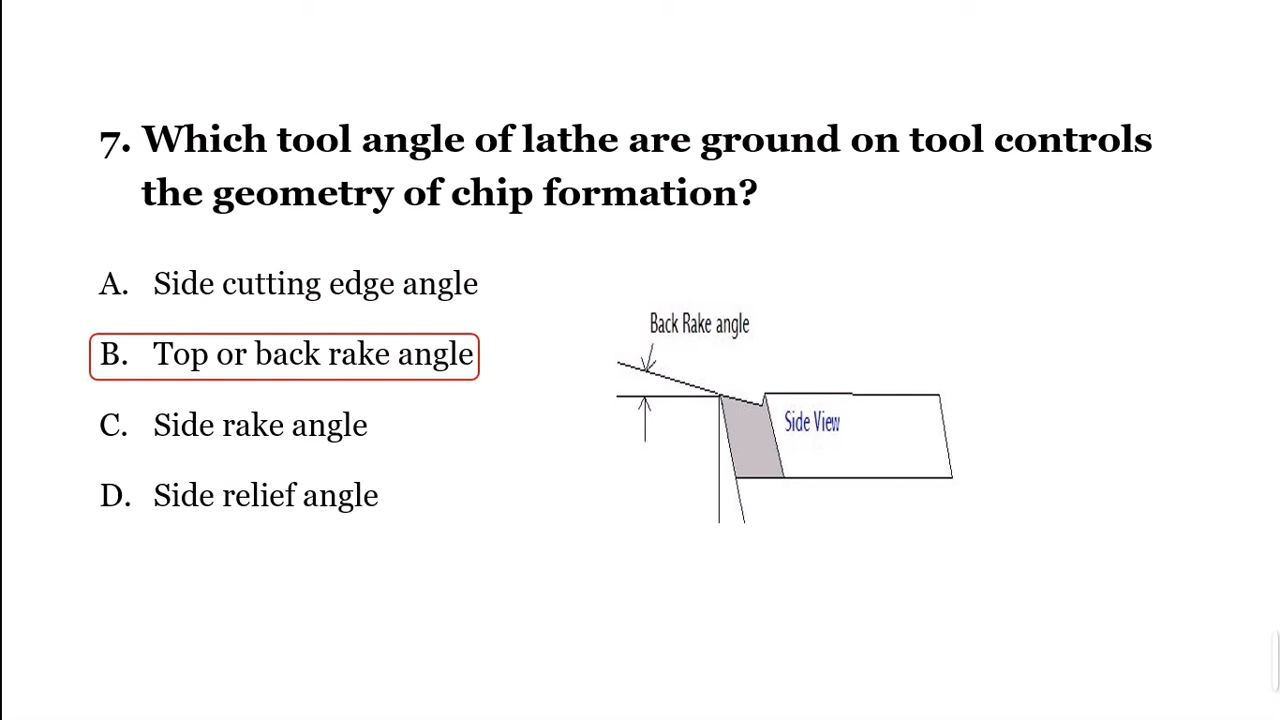 7. Which tool angle of lathe are ground on tool controls
the geometry of chip formation?
A. Side cutting edge angle
B. Top or back rake angle
C. Side rake angle
D. Side relief angle
Back Rake angle
Side View